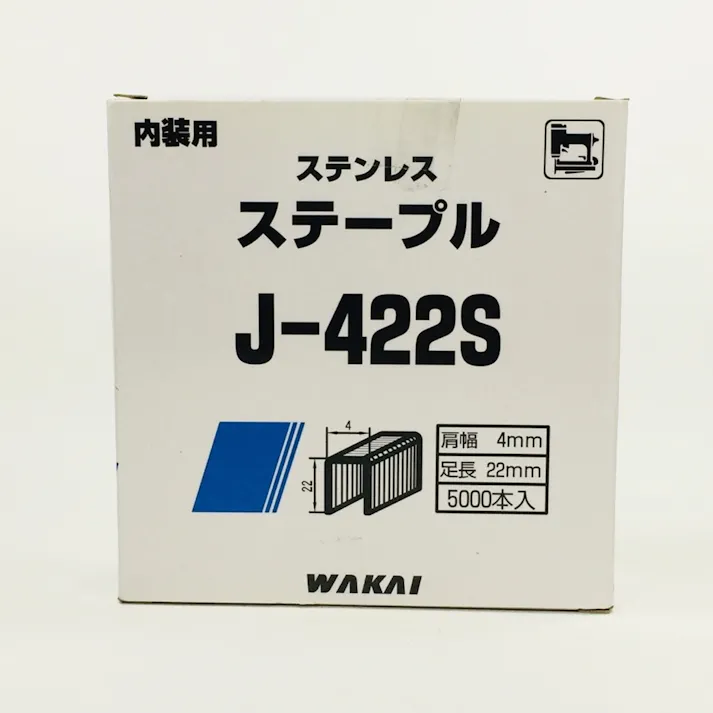 内装用
ステンレス
ステープル
J-422S
4
22
肩幅 4mm
足長 22mm
5000本入
WAKAI